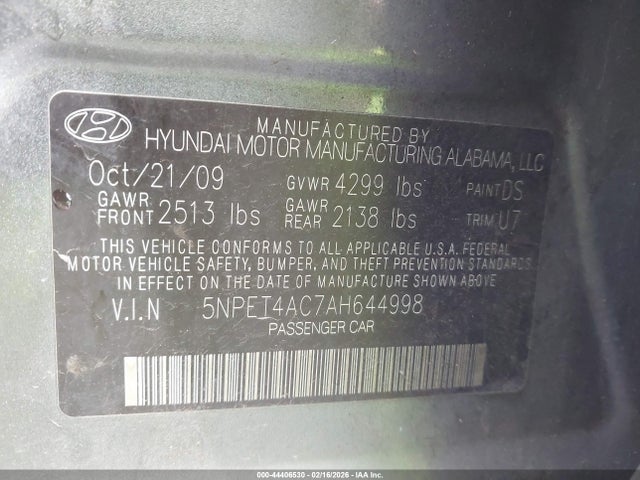 MANUFACTURED BY
HYUNDAI MOTOR MANUFACTURING ALABAMA, LLC
Oct/21/09 GVWR 4299 lbs PAINT DS
GAWR FRONT 2513 lbs GAWR REAR 2138 lbs TRIM U7
THIS VEHICLE CONFORMS TO ALL APPLICABLE U.S.A. FEDERAL
MOTOR VEHICLE SAFETY, BUMPER, AND THEFT PREVENTION STANDARDS
IN EFFECT ON THE DATE OF MANUFACTURE SHOWN ABOVE
V.I.N 5NPET4AC7AH644998
PASSENGER CAR
000-44406530 - 02/16/2026 - IAA Inc.